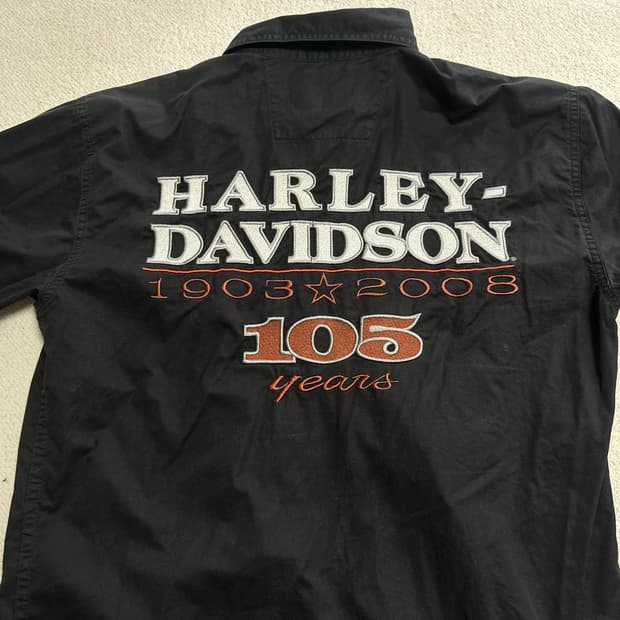 HARLEY-
DAVIDSON
1903☆2008
105
years